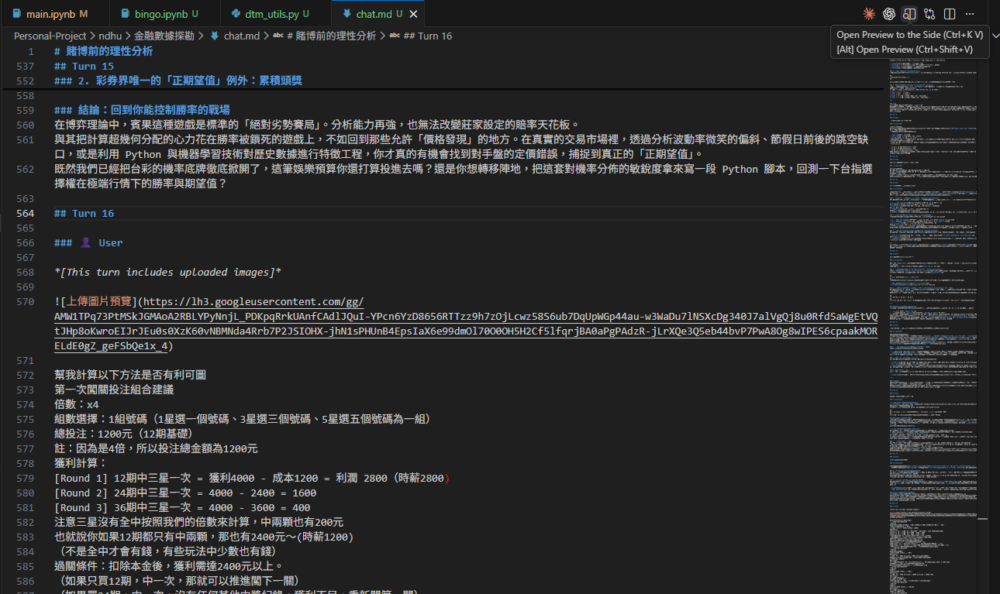 main.ipynb M
bingo.ipynb U
dtm_utils.py U
chat.md U
Personal-Project > ndhu > 金融數據探勘 > chat.md > # 賭博前的理性分析 > ## Turn 16
Open Preview to the Side (Ctrl+K V)
[Alt] Open Preview (Ctrl+Shift+V)
1 # 賭博前的理性分析
537 ## Turn 15
552 ### 2. 彩券界唯一的「正期望值」例外：累積頭獎
558
559 ### 結論：回到你能控制勝率的戰場
560 在博弈理論中，賓果這種遊戲是標準的「絕對劣勢賽局」。分析能力再強，也無法改變莊家設定的賠率天花板。
561 與其把計算超幾何分配的心力花在勝率被鎖死的遊戲上，不如回到那些允許「價格發現」的地方。在真實的交易市場裡，透過分析波動率微笑的偏斜、節假日前後的跳空缺
口，或是利用 Python 與機器學習技術對歷史數據進行特徵工程，你才真的有機會找到對手盤的定價錯誤，捕捉到真正的「正期望值」。
562 既然我們已經把台彩的機率底牌徹底掀開了，這筆娛樂預算你還打算投進去嗎？還是你想轉移陣地，把這套對機率分佈的敏銳度拿來寫一段 Python 腳本，回測一下台指選
擇權在極端行情下的勝率與期望值？
563
564 ## Turn 16
565
566 ### 👤 User
567
568 *[This turn includes uploaded images]*
569
570 ![上傳圖片預覽](https://lh3.googleusercontent.com/gg/
AMW1TPq73PtMSkJGMAoA2RBLYPyNnjL_PDKpqRrkUAnfCAdlJQuI-YPcn6YzD8656RTTzz9h7zOjLcwz58S6ub7DqUpWGp44au-w3WaDu7lNSXcDg340J7alVgQj8u0Rfd5aWgEtVQ
tJHp8oKwroEIJrJEu0s0XzK60vNBMNda4Rrb7P2JSIOHX-jhN1sPHUnB4EpsIaX6e99dmOl70O0OH5H2Cf5lfqrjBA0aPgPAdzR-jLrXQe3Q5eb44bvP7PwA8Og8wIPES6cpaakMOR
ELdE0gZ_geFSbQe1x_4)
571
572 幫我計算以下方法是否有利可圖
573 第一次闖關投注組合建議
574 倍數：x4
575 組數選擇：1組號碼（1星選一個號碼、3星選三個號碼、5星選五個號碼為一組）
576 總投注：1200元（12期基礎）
577 註：因為是4倍，所以投注總金額為1200元
578 獲利計算：
579 [Round 1] 12期中三星一次 = 獲利4000 - 成本1200 = 利潤 2800（時薪2800)
580 [Round 2] 24期中三星一次 = 4000 - 2400 = 1600
581 [Round 3] 36期中三星一次 = 4000 - 3600 = 400
582 注意三星沒有全中按照我們的倍數來計算，中兩顆也有200元
583 也就說你如果12期都只有中兩顆，那也有2400元～(時薪1200)
584 （不是全中才會有錢，有些玩法中少數也有錢）
585 過關條件：扣除本金後，獲利需達2400元以上。
586 （如果只買12期，中一次，那就可以推進闖下一關）